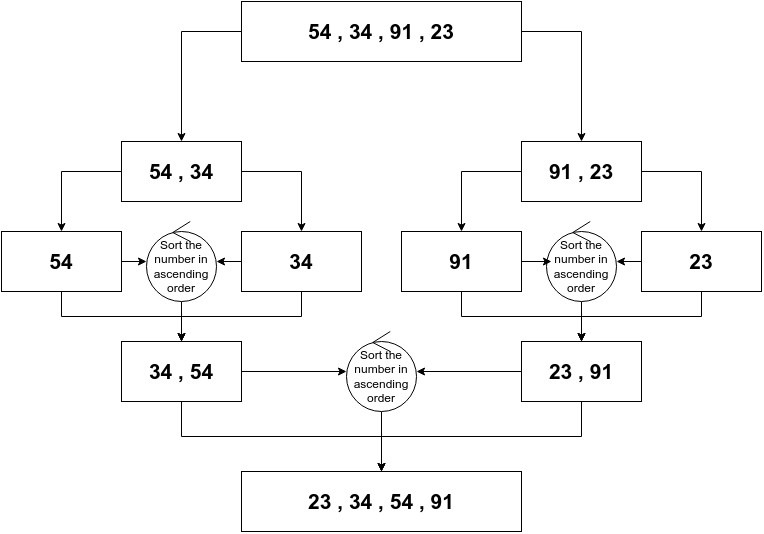 54 , 34 , 91 , 23
54 , 34
91 , 23
54
Sort the
number in
ascending
order
34
91
Sort the
number in
ascending
order
23
34 , 54
Sort the
number in
ascending
order
23 , 91
23 , 34 , 54 , 91